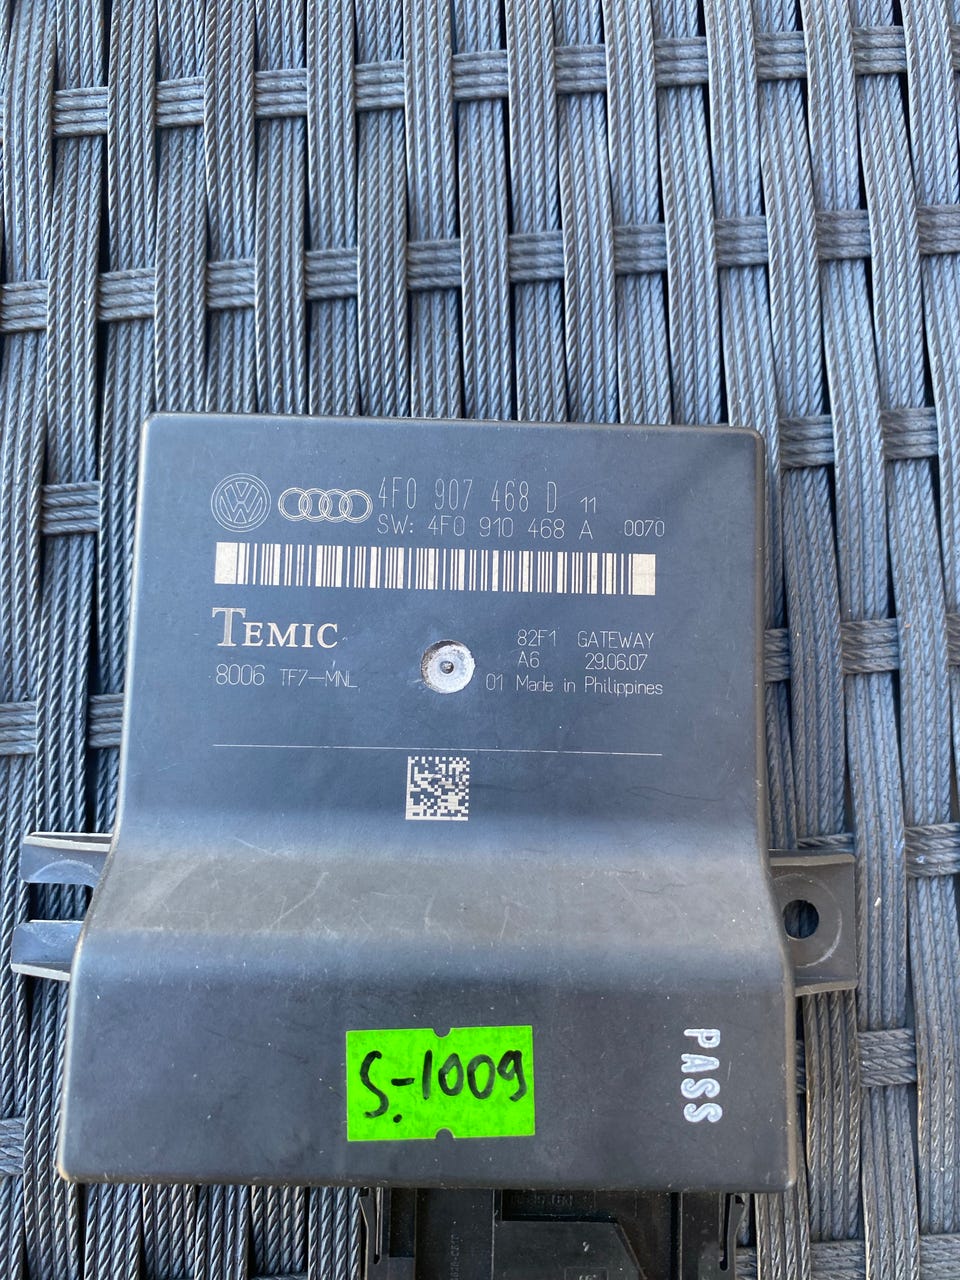 4F0 907 468 D 11
SW: 4F0 910 468 A 0070
TEMIC
82F1 GATEWAY
A6 29.06.07
8006 TF7-MNL 01 Made in Philippines
S-1009
PASS